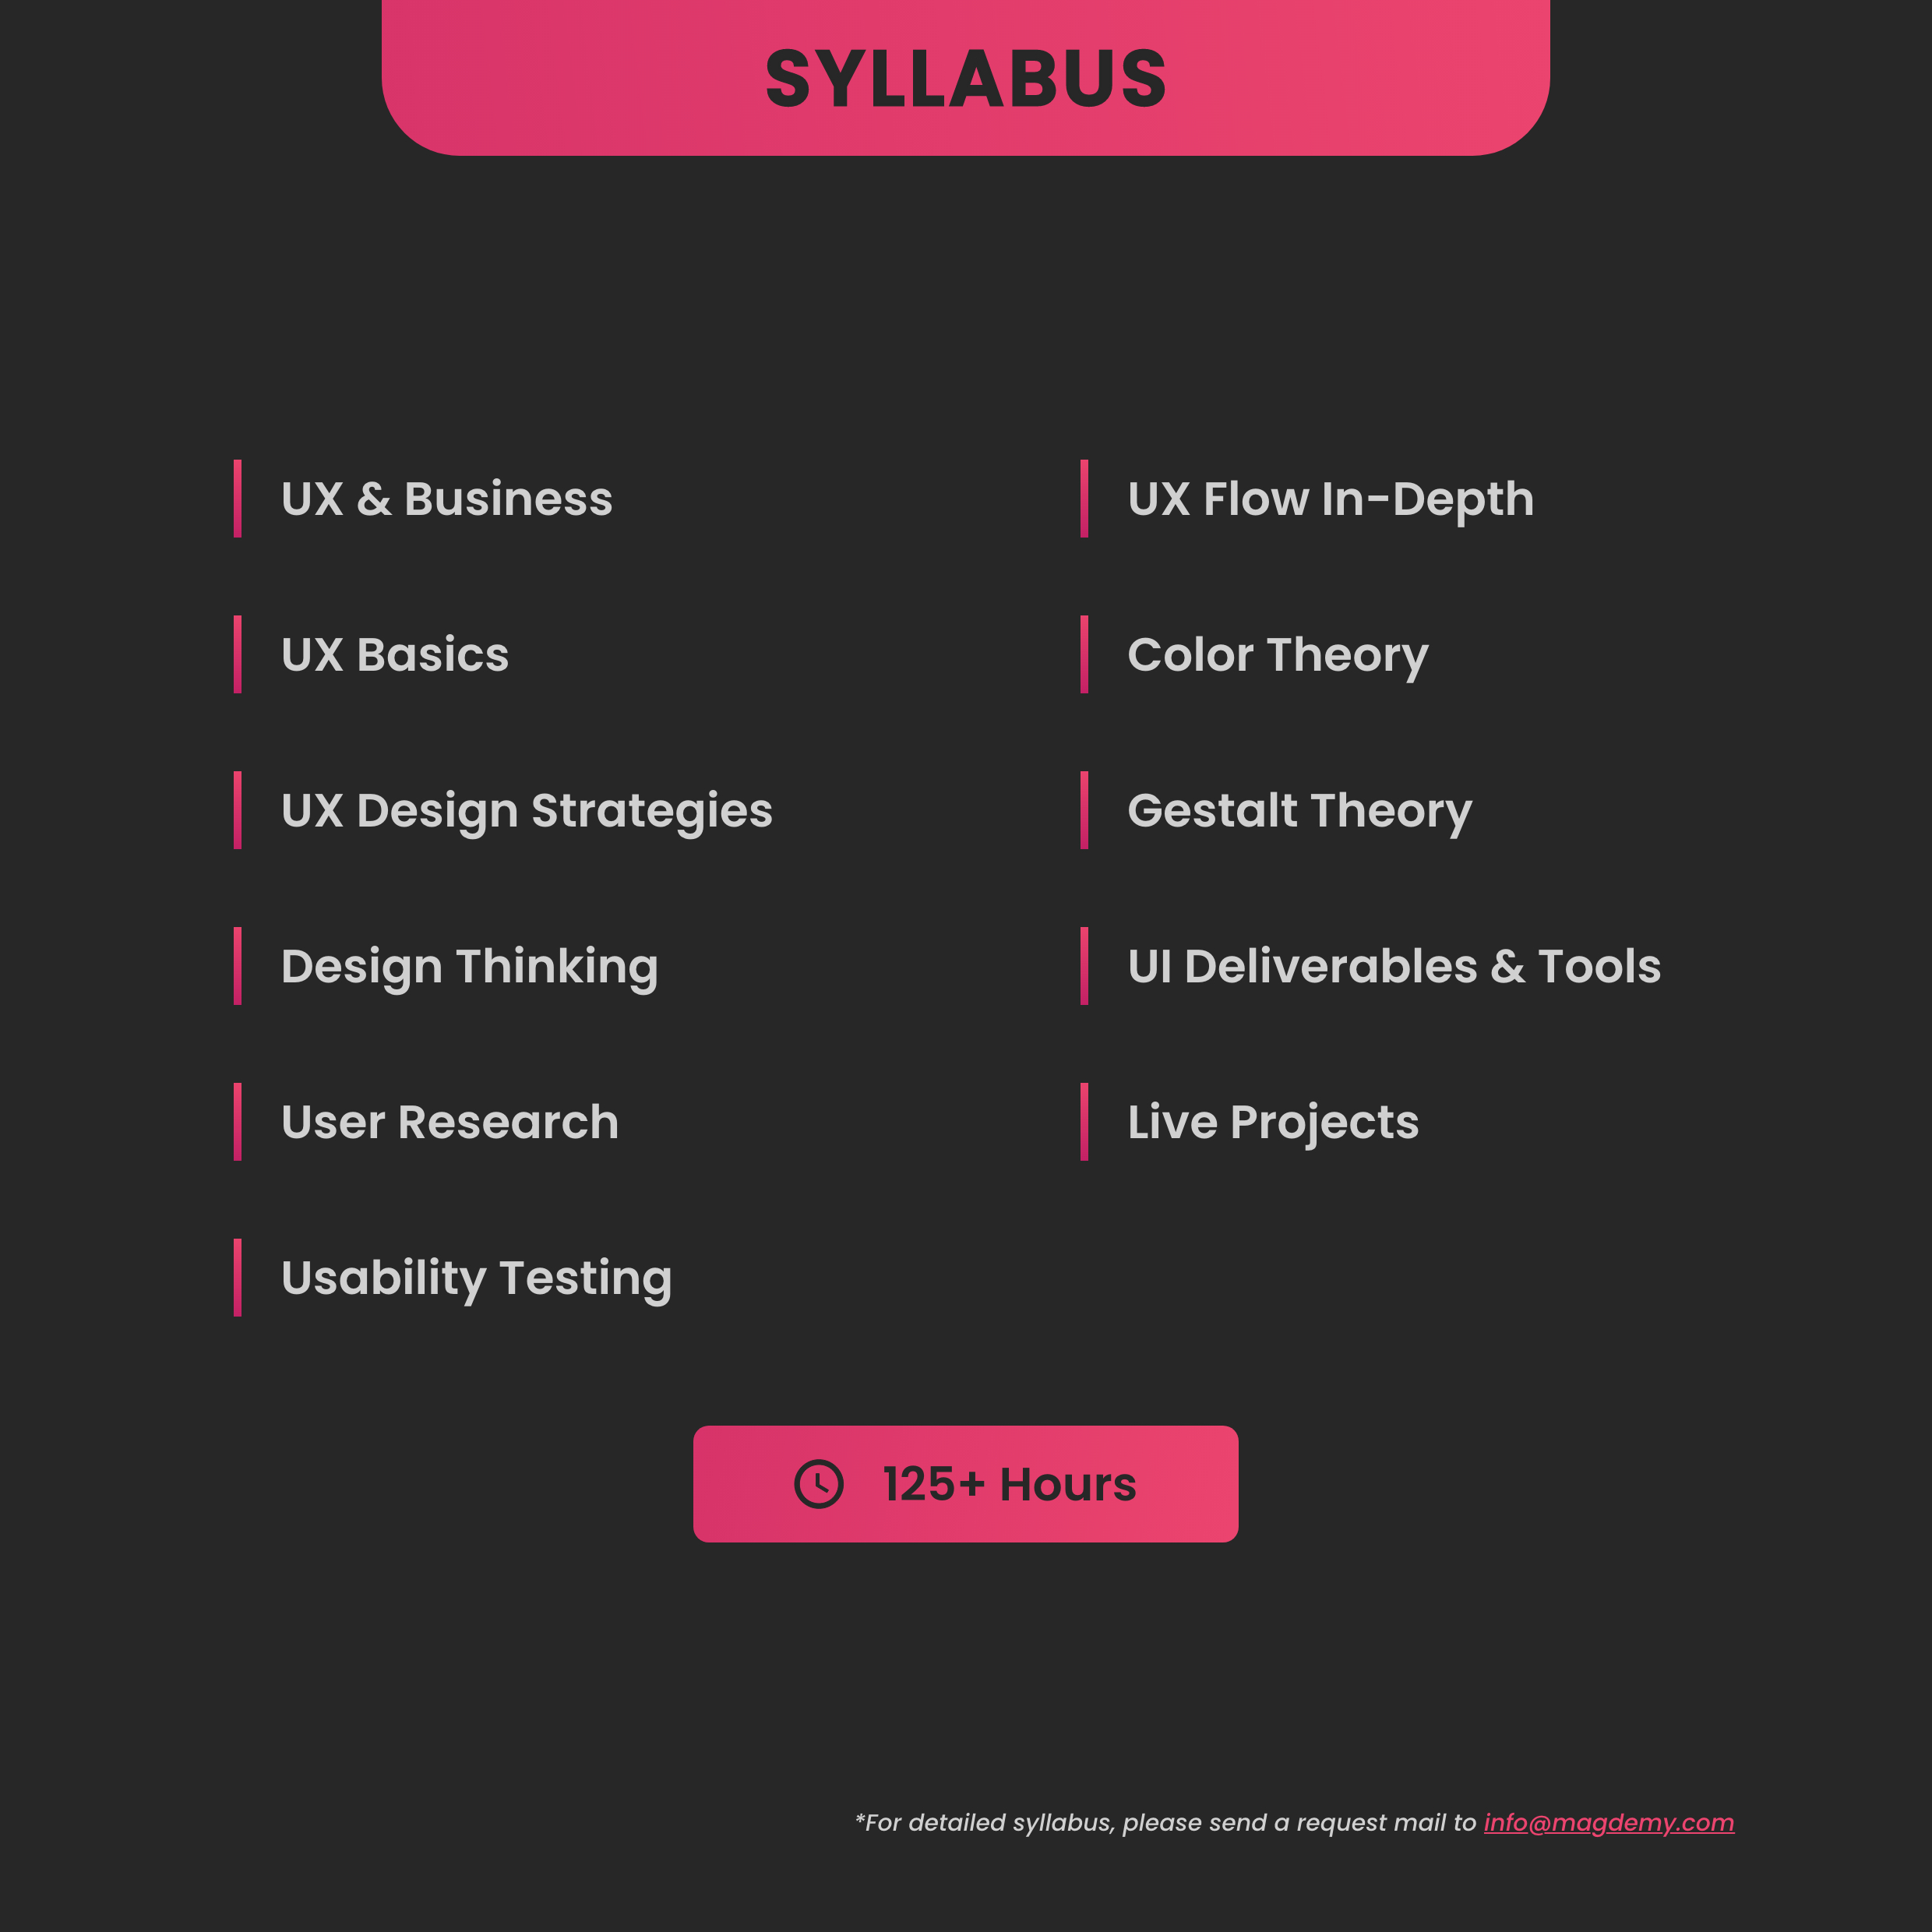 SYLLABUS
UX & Business
UX Basics
UX Design Strategies
Design Thinking
User Research
Usability Testing
UX Flow In-Depth
Color Theory
Gestalt Theory
UI Deliverables & Tools
Live Projects
125+ Hours
*For detailed syllabus, please send a request mail to info@magdemy.com